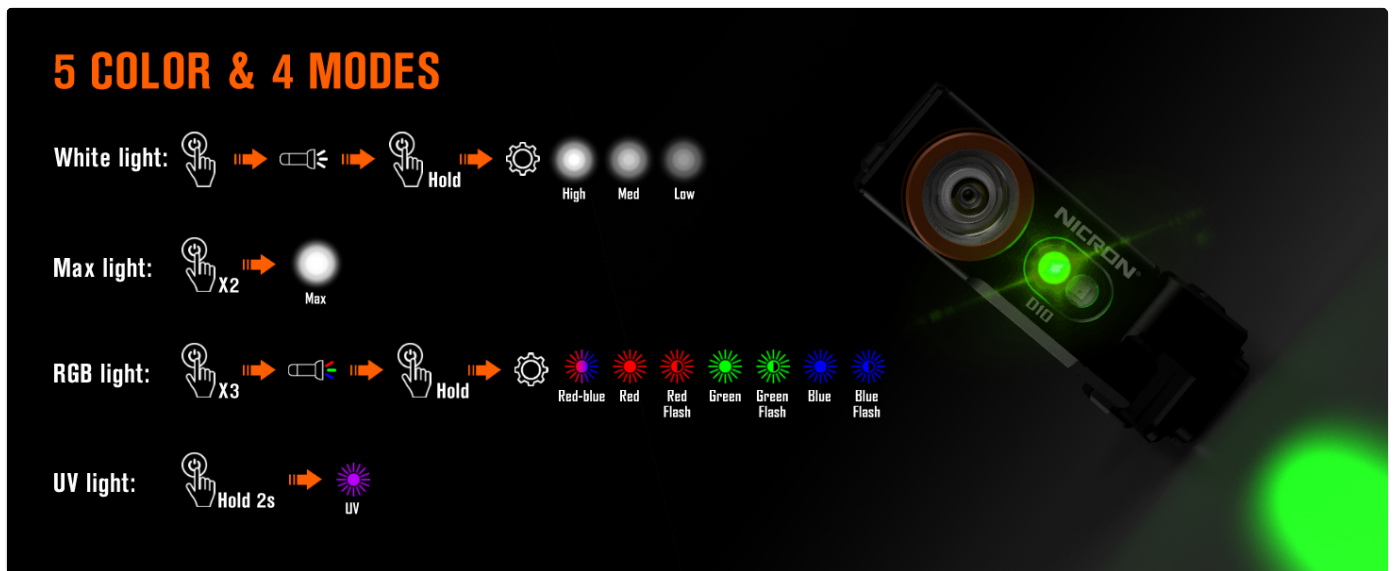 5 COLOR & 4 MODES
White light:
Hold
High Med Low
Max light:
X2
Max
RGB light:
X3
Hold
Red-blue Red Red Flash Green Green Flash Blue Blue Flash
UV light:
Hold 2s
UV
NICRON®
D10